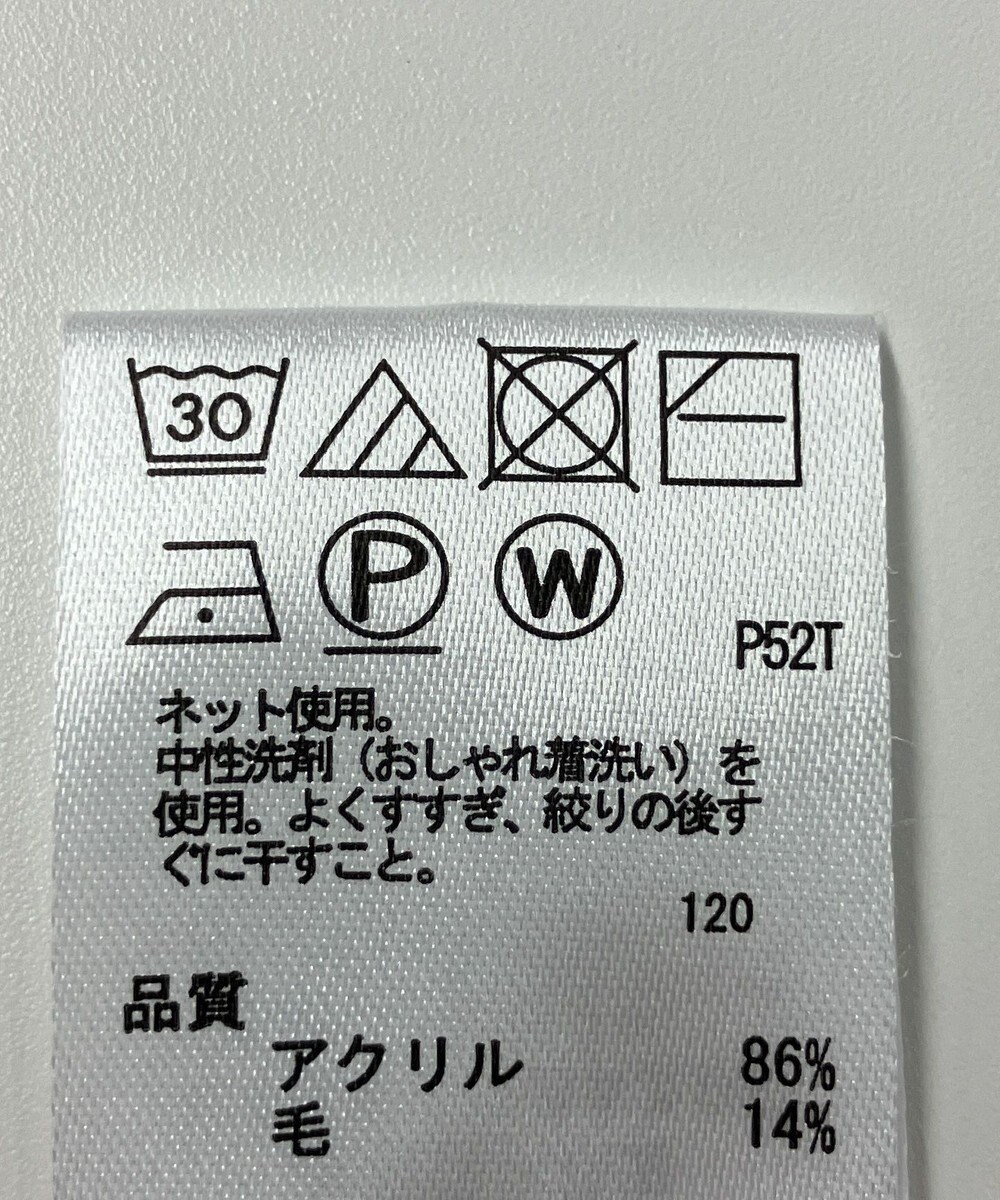 30
P W
P52T
ネット使用。
中性洗剤（おしゃれ着洗い）を
使用。よくすすぎ、絞りの後す
ぐに干すこと。
120
品質
アクリル 86%
毛 14%